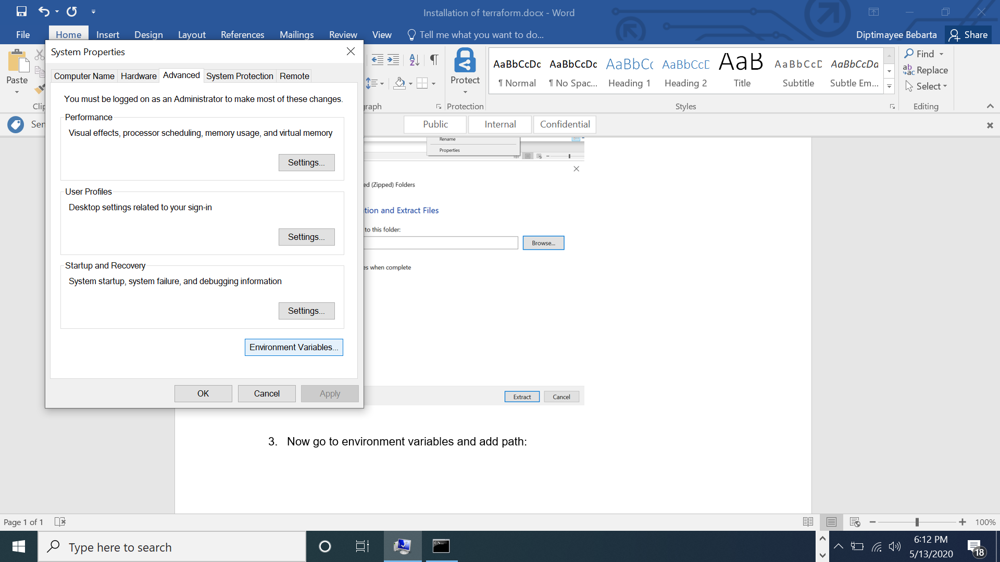 Installation of terraform.docx - Word
File Home Insert Design Layout References Mailings Review View Tell me what you want to do... Diptimayee Bebarta Share
System Properties
Computer Name Hardware Advanced System Protection Remote
You must be logged on as an Administrator to make most of these changes.
Performance
Visual effects, processor scheduling, memory usage, and virtual memory
Settings...
User Profiles
Desktop settings related to your sign-in
Settings...
Startup and Recovery
System startup, system failure, and debugging information
Settings...
Environment Variables...
OK Cancel Apply
Paste
Clip
Sen
A
Z
¶
Protect
AaBbCcDc AaBbCcDc AaBbCc AaBbCcD AaB AaBbCcD AaBbCcDa
¶ Normal ¶ No Spac... Heading 1 Heading 2 Title Subtitle Subtle Em...
Find
Replace
Select
graph Protection Styles Editing
Public Internal Confidential
Rename
Properties
ed (Zipped) Folders
tion and Extract Files
to this folder:
Browse...
es when complete
Extract Cancel
3. Now go to environment variables and add path:
Page 1 of 1
100%
Type here to search
6:12 PM
5/13/2020
18